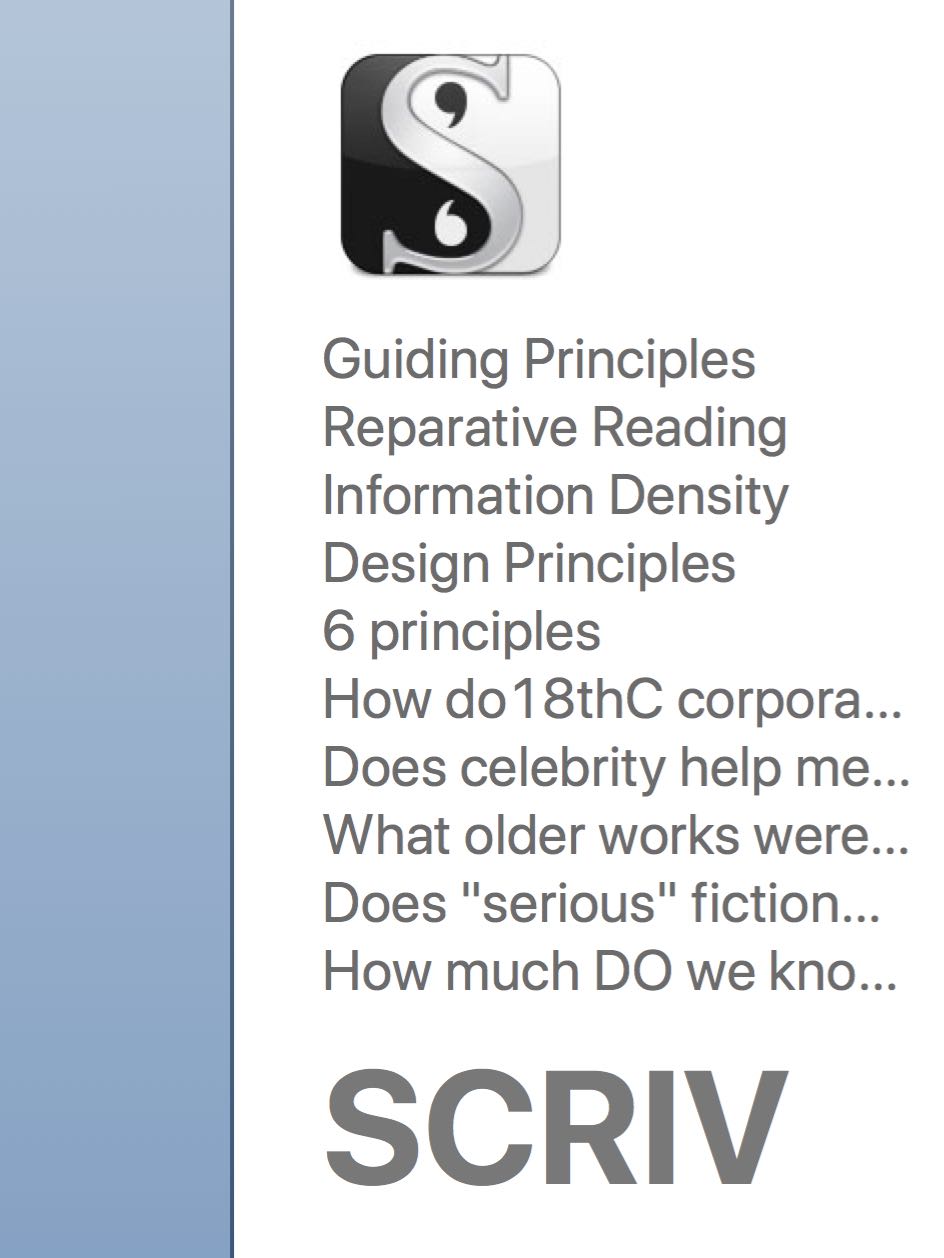 Guiding Principles
Reparative Reading
Information Density
Design Principles
6 principles
How do18thC corpora...
Does celebrity help me...
What older works were...
Does "serious" fiction...
How much DO we kno...
SCRIV